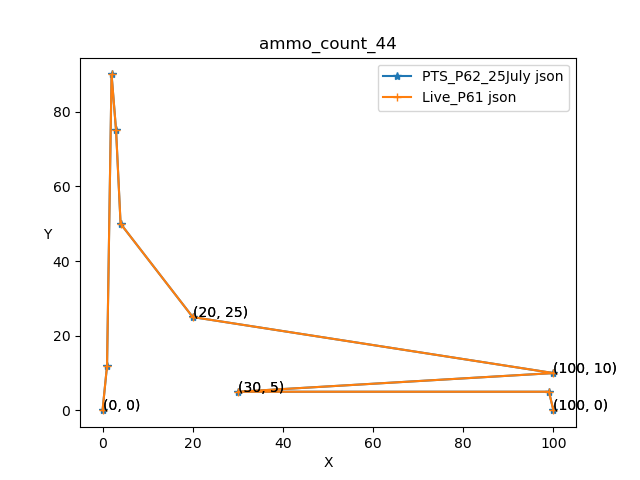 ammo_count_44
PTS_P62_25July json
Live_P61 json
Y
80
60
40
20
0
(20, 25)
(100, 10)
(30, 5)
(0, 0)
(100, 0)
0 20 40 60 80 100
X